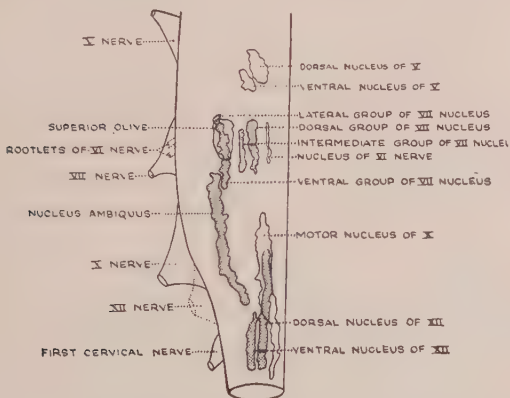 X NERVE
SUPERIOR OLIVE
ROOTLETS OF VI NERVE
VII NERVE
NUCLEUS AMBIQUUS
X NERVE
XII NERVE
FIRST CERVICAL NERVE
DORSAL NUCLEUS OF V
VENTRAL NUCLEUS OF V
LATERAL GROUP OF VII NUCLEUS
DORSAL GROUP OF VII NUCLEUS
INTERMEDIATE GROUP OF VII NUCLEI
NUCLEUS OF VI NERVE
VENTRAL GROUP OF VII NUCLEUS
MOTOR NUCLEUS OF X
DORSAL NUCLEUS OF XII
VENTRAL NUCLEUS OF XII